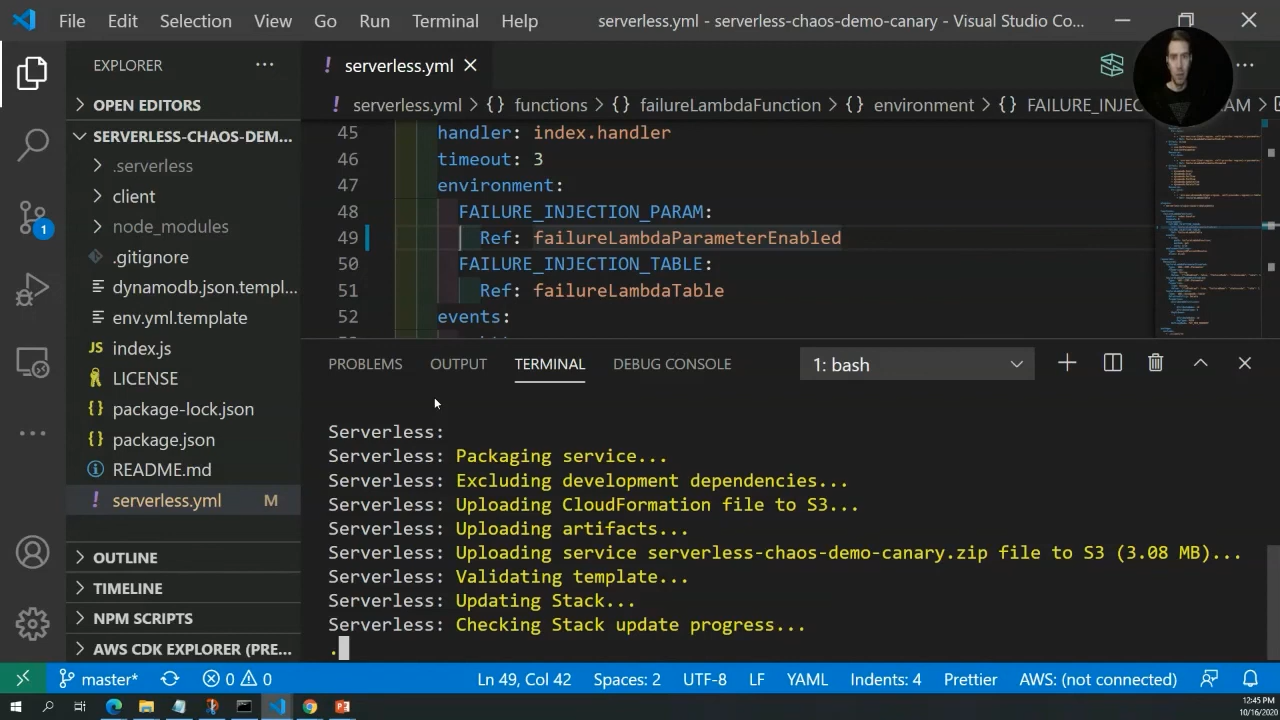 File Edit Selection View Go Run Terminal Help serverless.yml - serverless-chaos-demo-canary - Visual Studio Co...
EXPLORER
OPEN EDITORS
SERVERLESS-CHAOS-DEM...
.serverless
client
node_modules
.gitignore
dynamodb.json.templ...
env.yml.template
index.js
LICENSE
package-lock.json
package.json
README.md
serverless.yml M
OUTLINE
TIMELINE
NPM SCRIPTS
AWS CDK EXPLORER (PRE...
1
serverless.yml
serverless.yml > {} functions > {} failureLambdaFunction > {} environment > {}
45 handler: index.handler
46 timeout: 3
47 environment:
48 FAILURE_INJECTION_PARAM:
49 Ref: failureLambdaParameterEnabled
50 FAILURE_INJECTION_TABLE:
51 Ref: failureLambdaTable
52 events:
PROBLEMS OUTPUT TERMINAL DEBUG CONSOLE 1: bash
Serverless:
Serverless: Packaging service...
Serverless: Excluding development dependencies...
Serverless: Uploading CloudFormation file to S3...
Serverless: Uploading artifacts...
Serverless: Uploading service serverless-chaos-demo-canary.zip file to S3 (3.08 MB)...
Serverless: Validating template...
Serverless: Updating Stack...
Serverless: Checking Stack update progress...
.
master* 0 0 Ln 49, Col 42 Spaces: 2 UTF-8 LF YAML Indents: 4 Prettier AWS: (not connected)
12:45 PM
10/16/2020